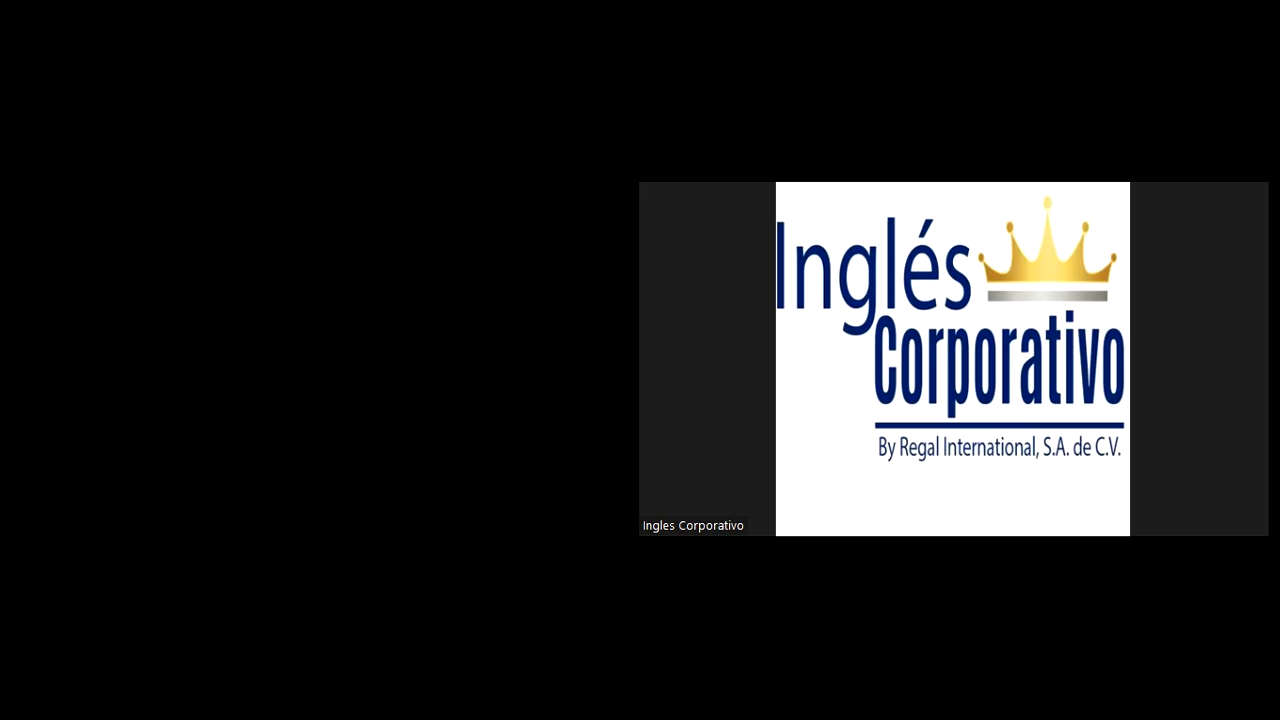 Inglés
Corporativo
By Regal International, S.A. de C.V.
Ingles Corporativo